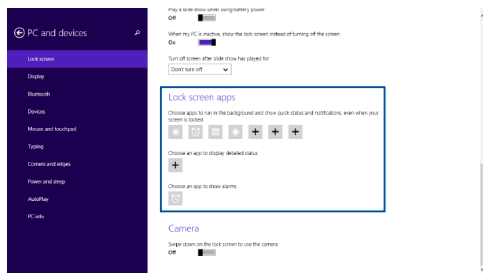 PC and devices
Lock screen
Display
Bluetooth
Devices
Mouse and touchpad
Typing
Corners and edges
Power and sleep
AutoPlay
PC info
Play a slide show when using battery power
Off
When my PC is inactive, show the lock screen instead of turning off the screen
On
Turn off screen after slide show has played for
Don't turn off
Lock screen apps
Choose apps to run in the background and show quick status and notifications, even when your
screen is locked
Choose an app to display detailed status
Choose an app to show alarms
Camera
Swipe down on the lock screen to use the camera
Off